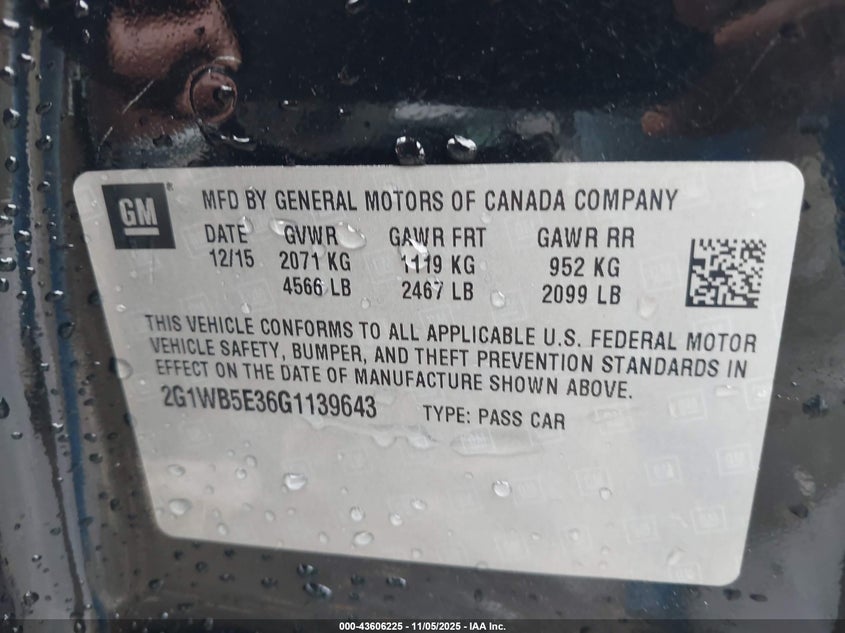 GM ® MFD BY GENERAL MOTORS OF CANADA COMPANY
DATE GVWR GAWR FRT GAWR RR
12/15 2071 KG 1119 KG 952 KG
4566 LB 2467 LB 2099 LB
THIS VEHICLE CONFORMS TO ALL APPLICABLE U.S. FEDERAL MOTOR
VEHICLE SAFETY, BUMPER, AND THEFT PREVENTION STANDARDS IN
EFFECT ON THE DATE OF MANUFACTURE SHOWN ABOVE.
2G1WB5E36G1139643 TYPE: PASS CAR
000-43606225 - 11/05/2025 - IAA Inc.